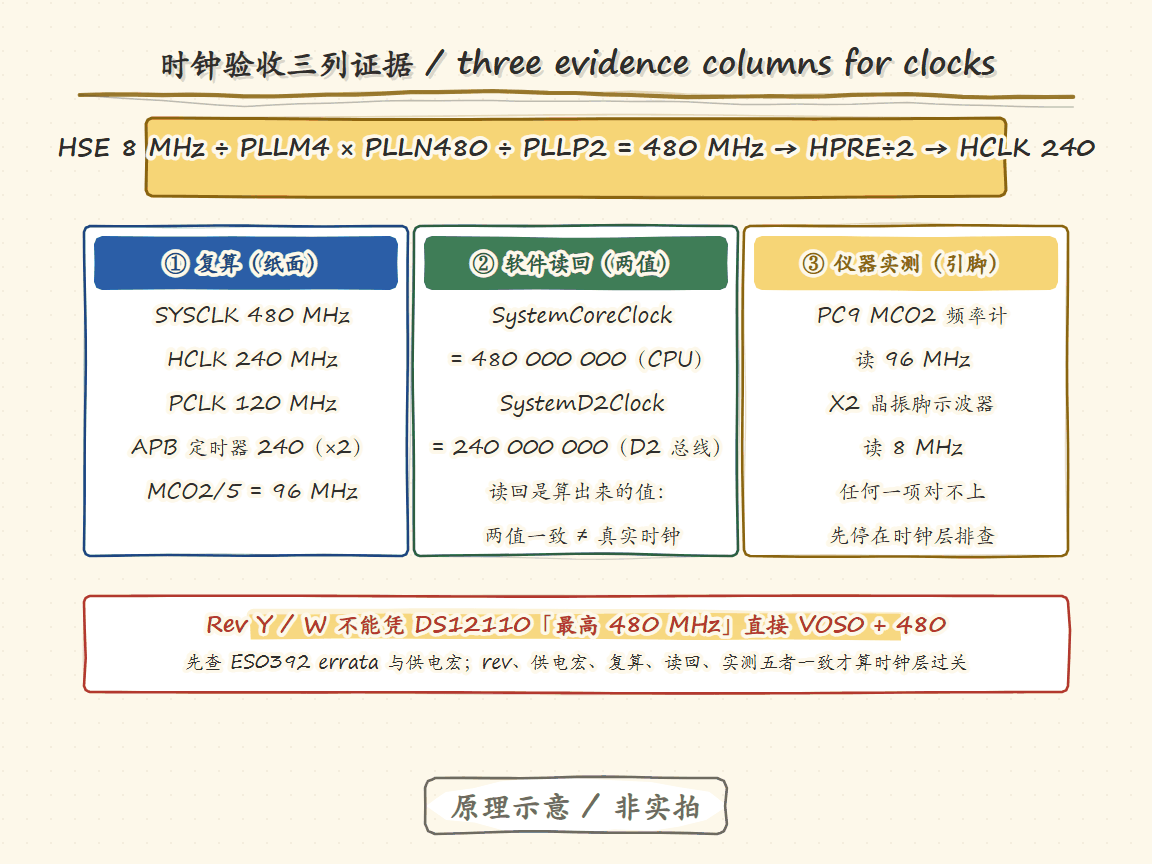 时钟验收三列证据 / three evidence columns for clocks
HSE 8 MHz ÷ PLLM4 × PLLN480 ÷ PLLP2 = 480 MHz → HPRE÷2 → HCLK 240
① 复算（纸面）
SYSCLK 480 MHz
HCLK 240 MHz
PCLK 120 MHz
APB 定时器 240（×2）
MCO2/5 = 96 MHz
② 软件读回（两值）
SystemCoreClock
= 480 000 000（CPU）
SystemD2Clock
= 240 000 000（D2 总线）
读回是算出来的值：
两值一致 ≠ 真实时钟
③ 仪器实测（引脚）
PC9 MCO2 频率计
读 96 MHz
X2 晶振脚示波器
读 8 MHz
任何一项对不上
先停在时钟层排查
Rev Y / W 不能凭 DS12110「最高 480 MHz」直接 VOS0 + 480
先查 ES0392 errata 与供电宏；rev、供电宏、复算、读回、实测五者一致才算时钟层过关
原理示意 / 非实拍